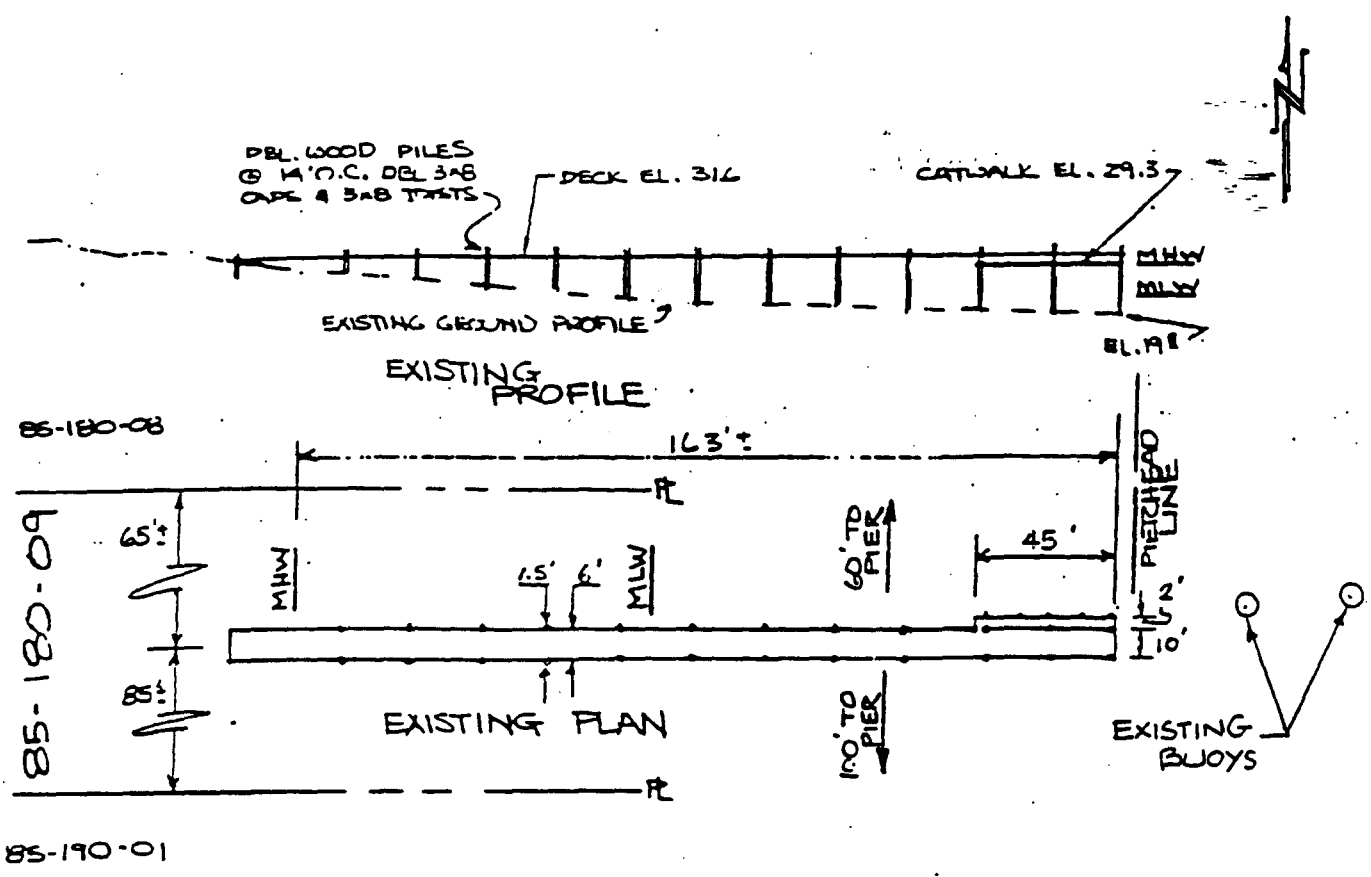 DBL. WOOD PILES
@ 14' O.C. DBL 3x8
CAPS & 3x8
DECK EL. 31.6
CATWALK EL. 29.3
MHW
MLW
EXISTING GROUND PROFILE
EL. 19
EXISTING
PROFILE
85-180-08
163'±
PL
PIERHEAD
LINE
85-180-09
65'±
MHW
1.5'
6'
MLW
60' TO
PIER
45'
2'
10'
85'±
EXISTING PLAN
TO
PIER
EXISTING
BUOYS
PL
85-190-01